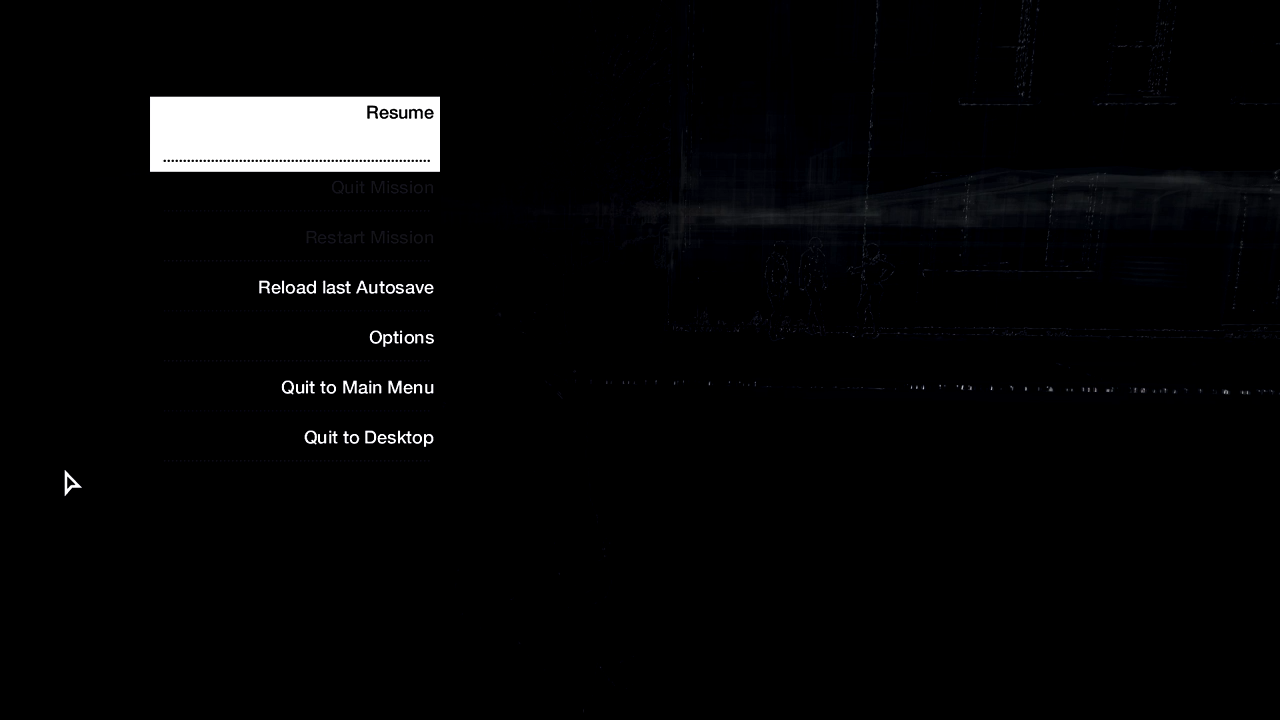 Resume
Quit Mission
Restart Mission
Reload last Autosave
Options
Quit to Main Menu
Quit to Desktop